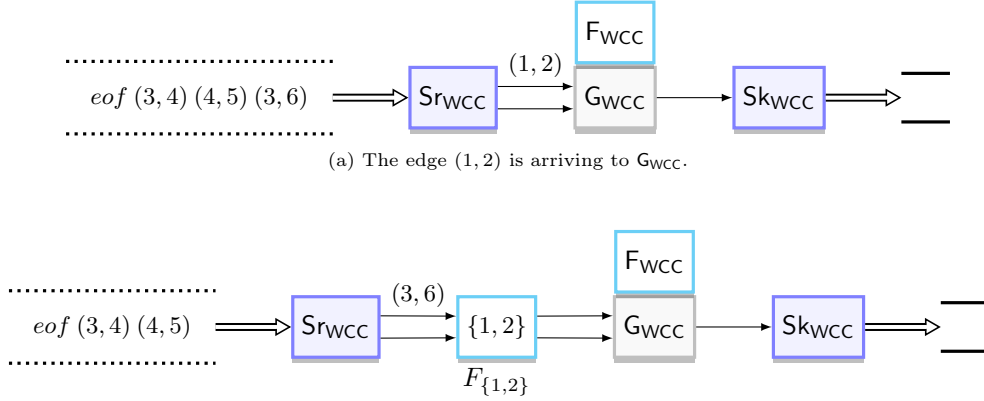 F_WCC
(1, 2)
eof (3, 4) (4, 5) (3, 6) Sr_WCC G_WCC Sk_WCC
(a) The edge (1, 2) is arriving to G_WCC.
F_WCC
(3, 6)
eof (3, 4) (4, 5) Sr_WCC {1, 2} G_WCC Sk_WCC
F_{1,2}